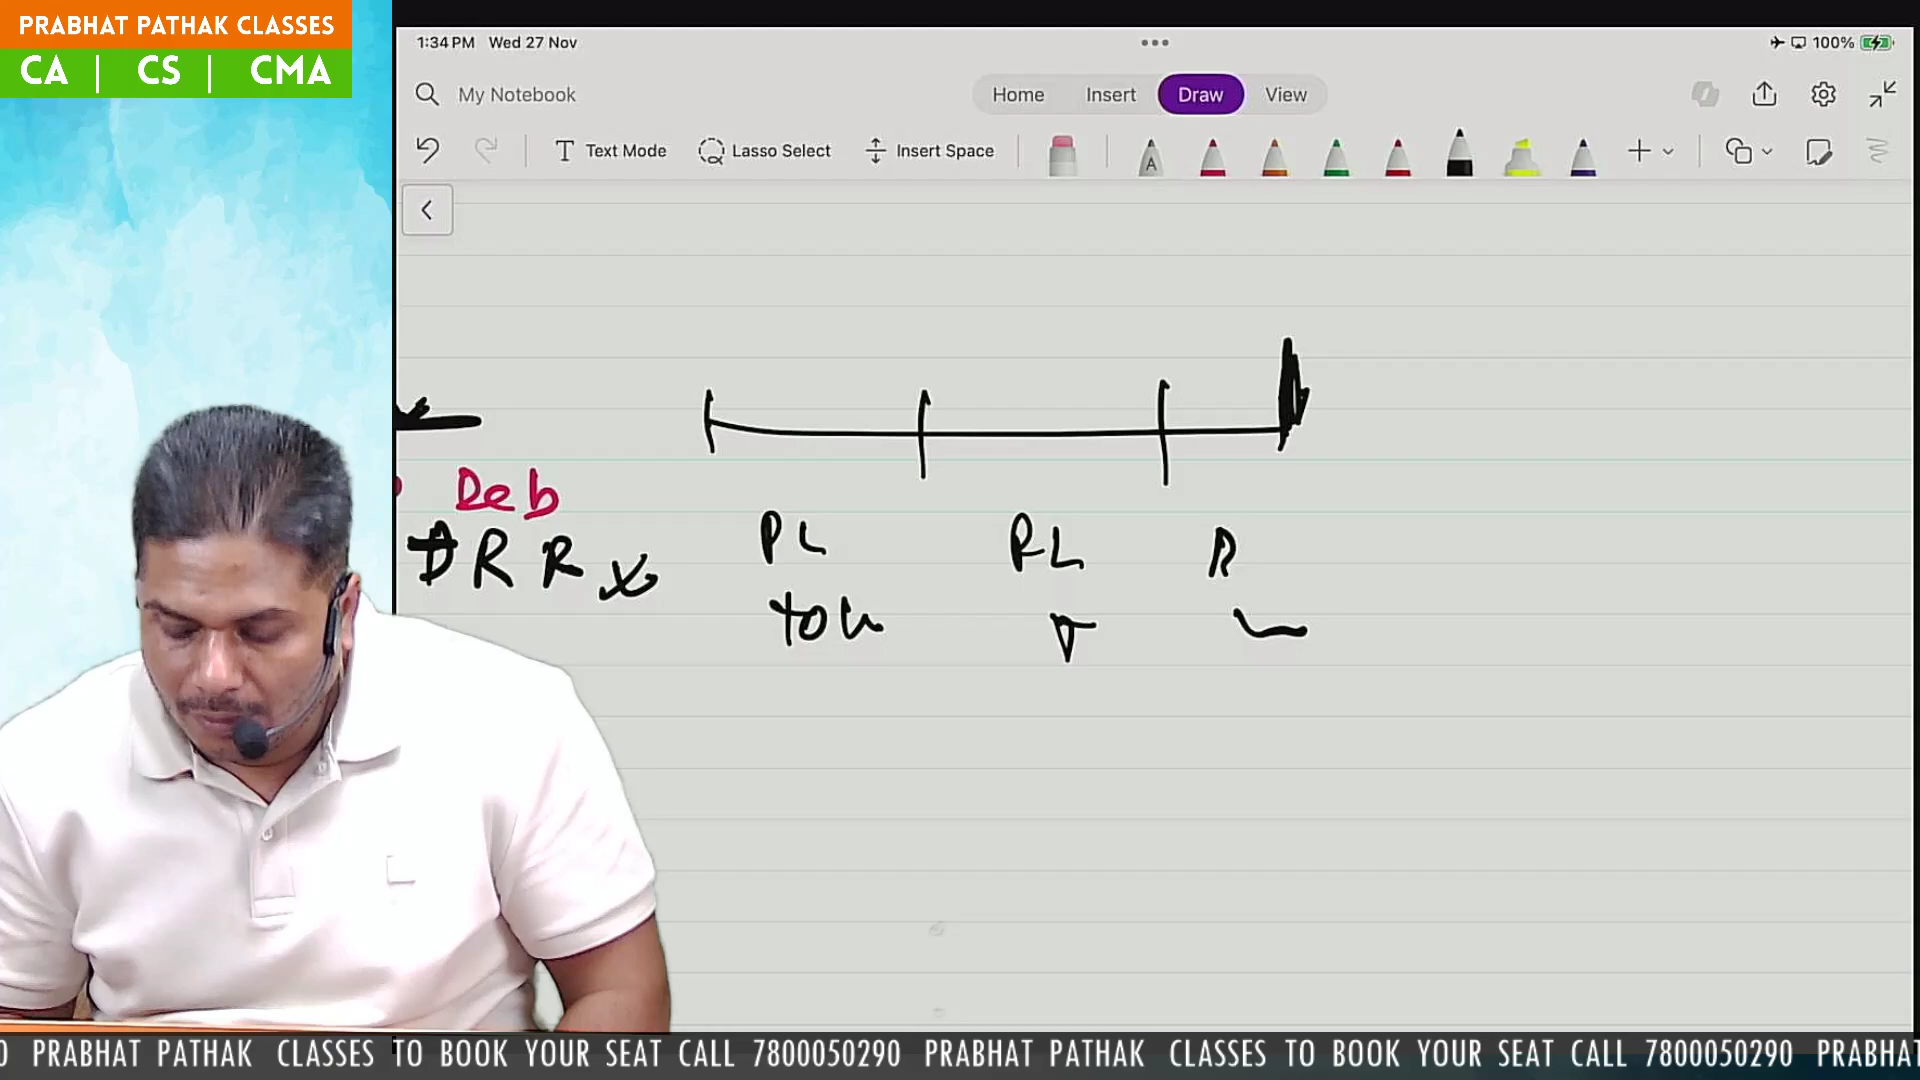 PRABHAT PATHAK CLASSES
CA | CS | CMA
1:34 PM Wed 27 Nov
100%
My Notebook
Home Insert Draw View
Text Mode Lasso Select Insert Space
A
Deb
DRR
PL RL R
PRABHAT PATHAK CLASSES TO BOOK YOUR SEAT CALL 7800050290 PRABHAT PATHAK CLASSES TO BOOK YOUR SEAT CALL 7800050290 PRABHAT